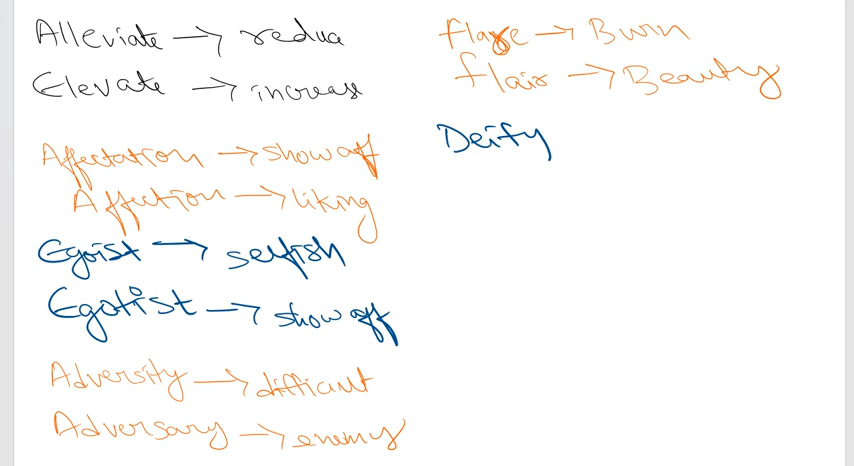 Alleviate → reduce
Elevate → increase
Affectation → show off
Affection → liking
Egoist → selfish
Egotist → show off
Adversity → difficult
Adversary → enemy
Flare → Burn
flair → Beauty
Deify